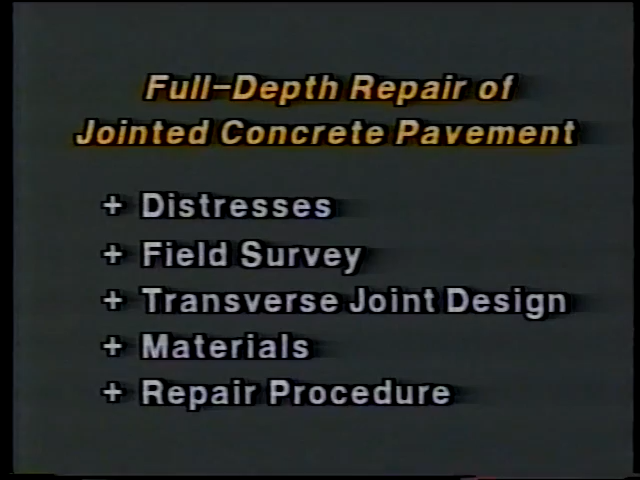 Full-Depth Repair of
Jointed Concrete Pavement
+ Distresses
+ Field Survey
+ Transverse Joint Design
+ Materials
+ Repair Procedure